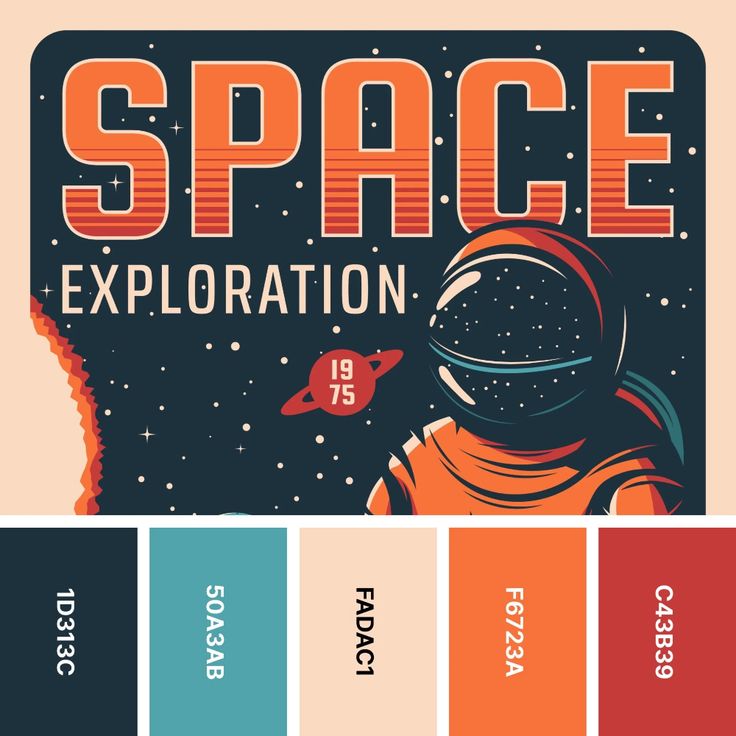 SPACE
EXPLORATION
19
75
C43B39
F6723A
FADAC1
50A3AB
1D313C